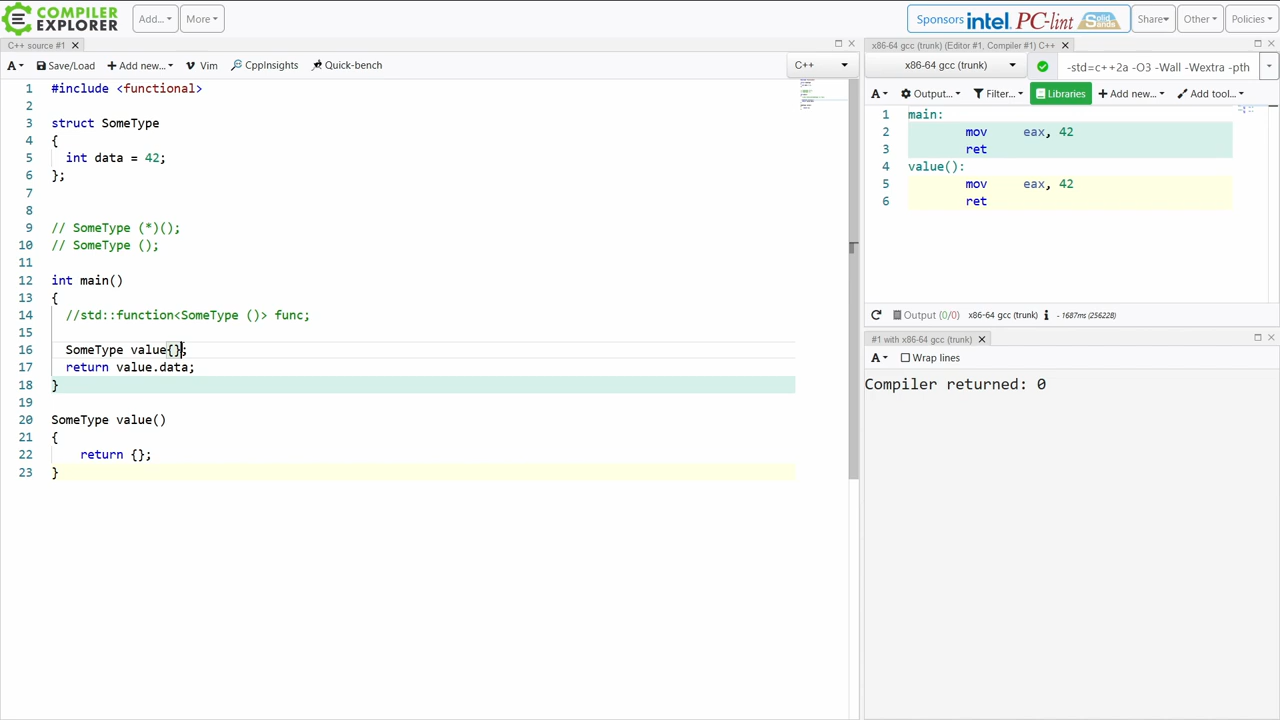 COMPILER EXPLORER
Add... More
Sponsors intel. PC-lint Solid Sands Share Other Policies
C++ source #1
A Save/Load Add new... Vim CppInsights Quick-bench C++
1 #include <functional>
2
3 struct SomeType
4 {
5 int data = 42;
6 };
7
8
9 // SomeType (*)();
10 // SomeType ();
11
12 int main()
13 {
14 //std::function<SomeType ()> func;
15
16 SomeType value{};
17 return value.data;
18 }
19
20 SomeType value()
21 {
22 return {};
23 }
x86-64 gcc (trunk) (Editor #1, Compiler #1) C++
x86-64 gcc (trunk) -std=c++2a -O3 -Wall -Wextra -pth
A Output... Filter... Libraries Add new... Add tool...
1 main:
2 mov eax, 42
3 ret
4 value():
5 mov eax, 42
6 ret
Output (0/0) x86-64 gcc (trunk) i - 1687ms (25622B)
#1 with x86-64 gcc (trunk)
A Wrap lines
Compiler returned: 0